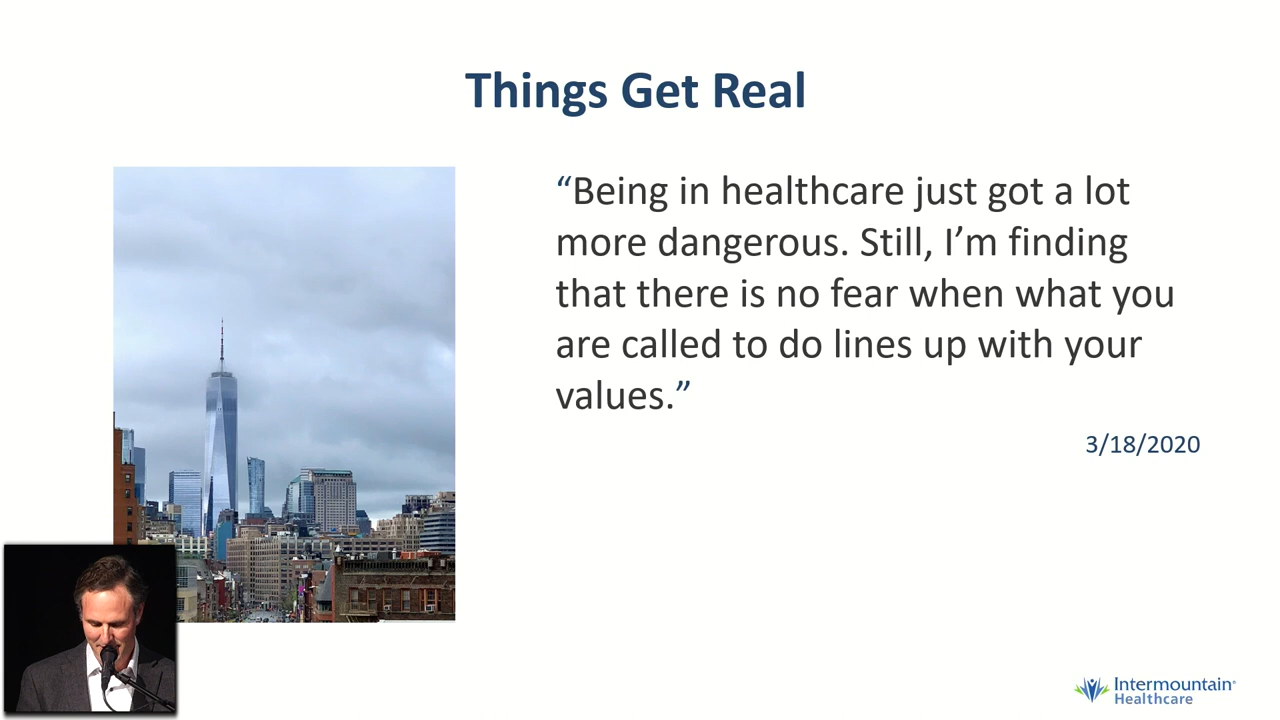 Things Get Real
“Being in healthcare just got a lot
more dangerous. Still, I’m finding
that there is no fear when what you
are called to do lines up with your
values.”
3/18/2020
Intermountain®
Healthcare